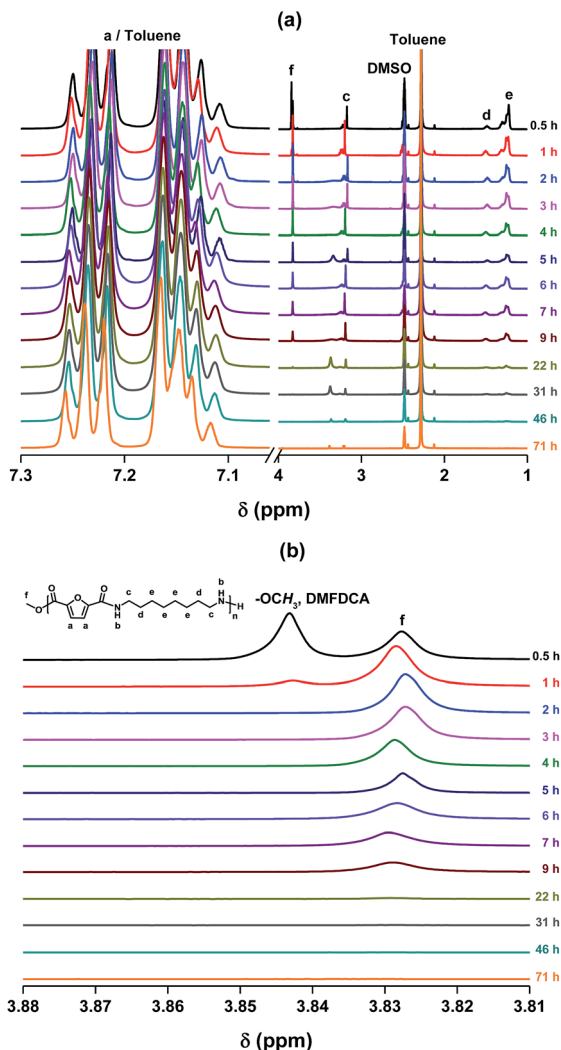 (a)
a / Toluene
Toluene
f
c
DMSO
d
e
0.5 h
1 h
2 h
3 h
4 h
5 h
6 h
7 h
9 h
22 h
31 h
46 h
71 h
7.3 7.2 7.1 4 3 2 1
δ (ppm)
(b)
f O O c e e d H b
O O N H d e e c N H n
a a b
-OCH3, DMFDCA
f
0.5 h
1 h
2 h
3 h
4 h
5 h
6 h
7 h
9 h
22 h
31 h
46 h
71 h
3.88 3.87 3.86 3.85 3.84 3.83 3.82 3.81
δ (ppm)